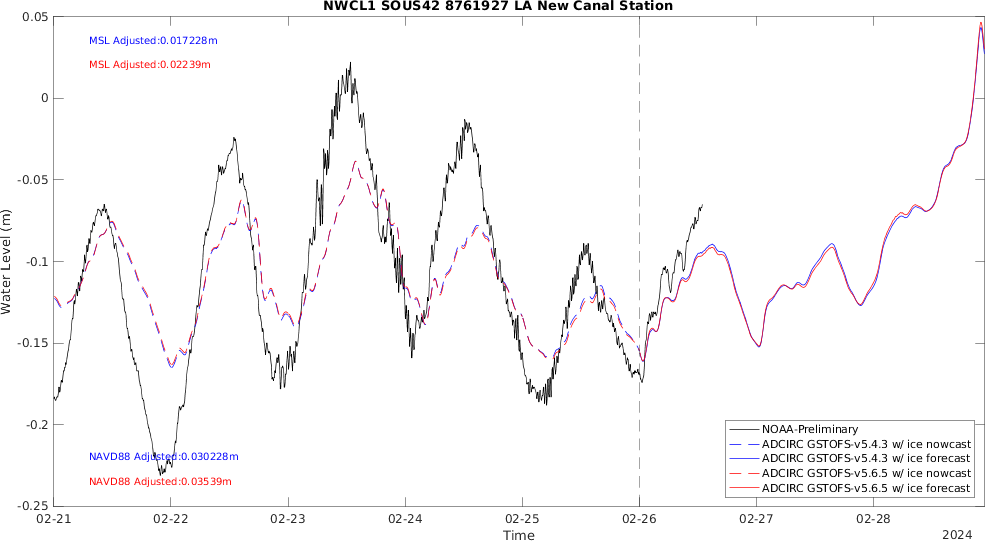 NWCL1 SOUS42 8761927 LA New Canal Station
0.05
MSL Adjusted:0.017228m
MSL Adjusted:0.02239m
0
-0.05
-0.1
-0.15
-0.2
-0.25
Water Level (m)
NAVD88 Adjusted:0.030228m
NAVD88 Adjusted:0.03539m
NOAA-Preliminary
ADCIRC GSTOFS-v5.4.3 w/ ice nowcast
ADCIRC GSTOFS-v5.4.3 w/ ice forecast
ADCIRC GSTOFS-v5.6.5 w/ ice nowcast
ADCIRC GSTOFS-v5.6.5 w/ ice forecast
02-21 02-22 02-23 02-24 02-25 02-26 02-27 02-28
Time
2024